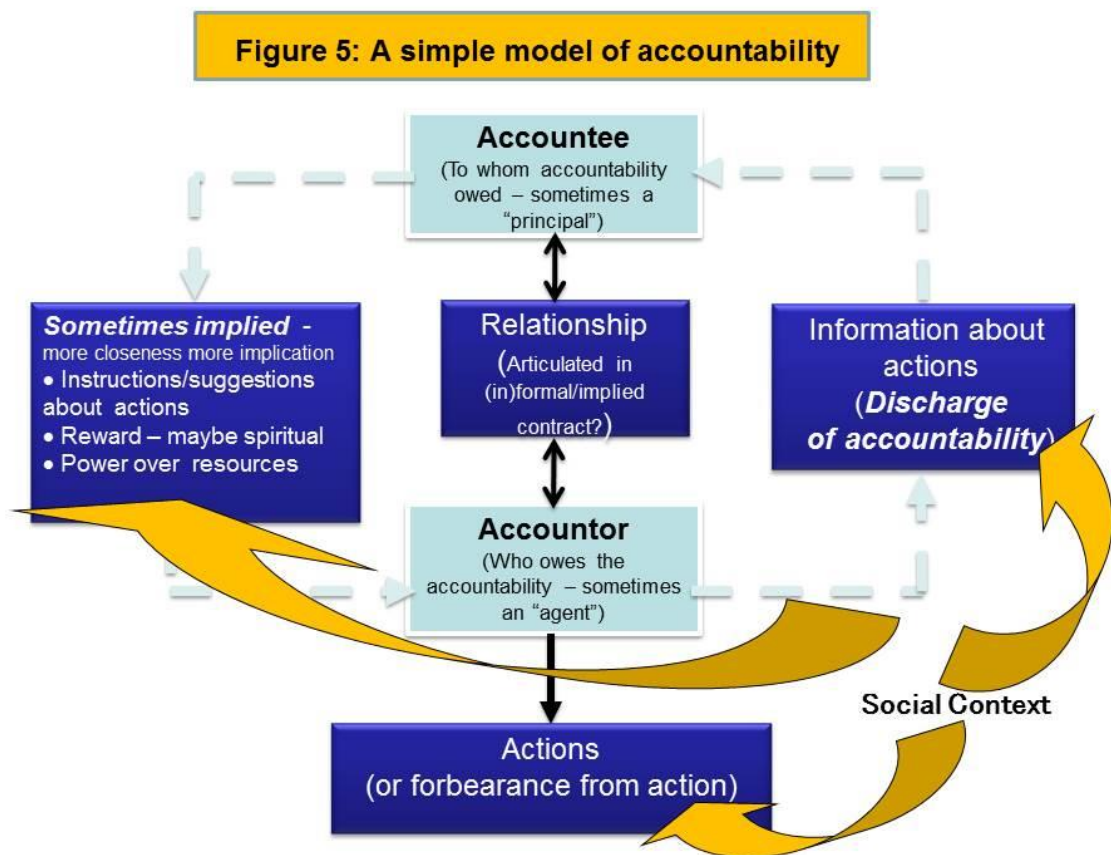 Figure 5: A simple model of accountability
Accountee
(To whom accountability
owed – sometimes a
“principal”)
Sometimes implied -
more closeness more implication
• Instructions/suggestions
about actions
• Reward – maybe spiritual
• Power over resources
Relationship
(Articulated in
(in)formal/implied
contract?)
Information about
actions
(Discharge
of accountability)
Accountor
(Who owes the
accountability – sometimes
an “agent”)
Social Context
Actions
(or forbearance from action)